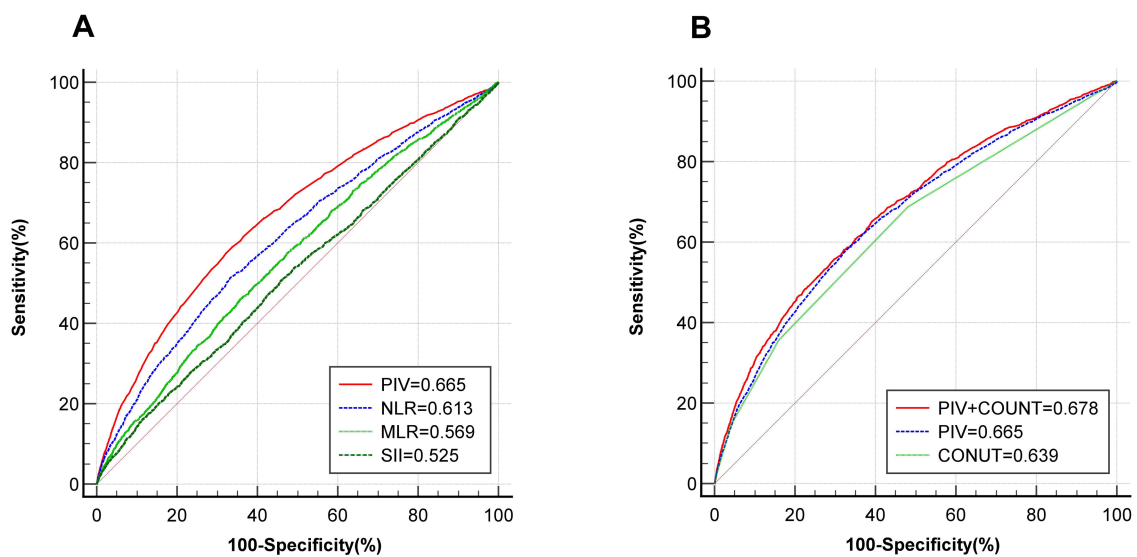 A
Sensitivity(%)
100
80
60
40
20
0
0 20 40 60 80 100
100-Specificity(%)
PIV=0.665
NLR=0.613
MLR=0.569
SII=0.525
B
Sensitivity(%)
100
80
60
40
20
0
0 20 40 60 80 100
100-Specificity(%)
PIV+COUNT=0.678
PIV=0.665
CONUT=0.639